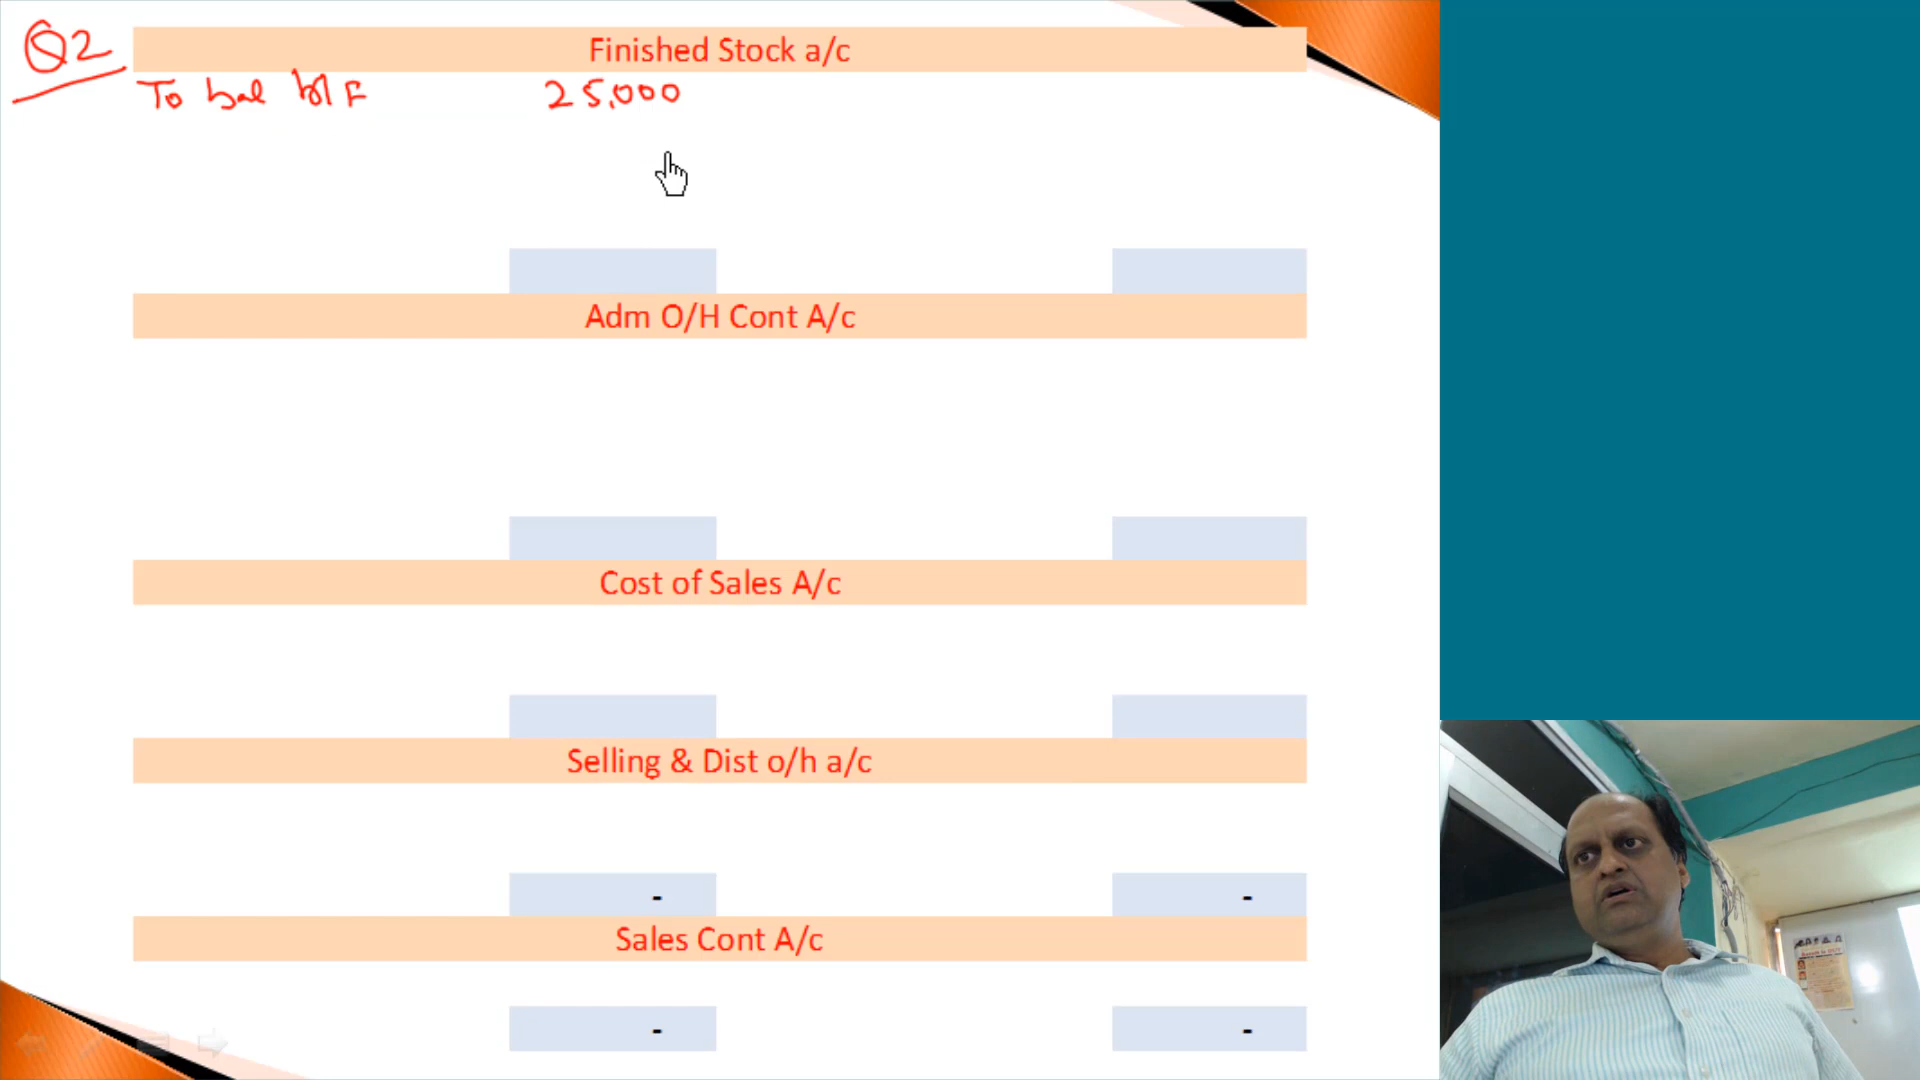 Q2
Finished Stock a/c
To bal b/F 25,000
Adm O/H Cont A/c
Cost of Sales A/c
Selling & Dist o/h a/c
- -
Sales Cont A/c
- -